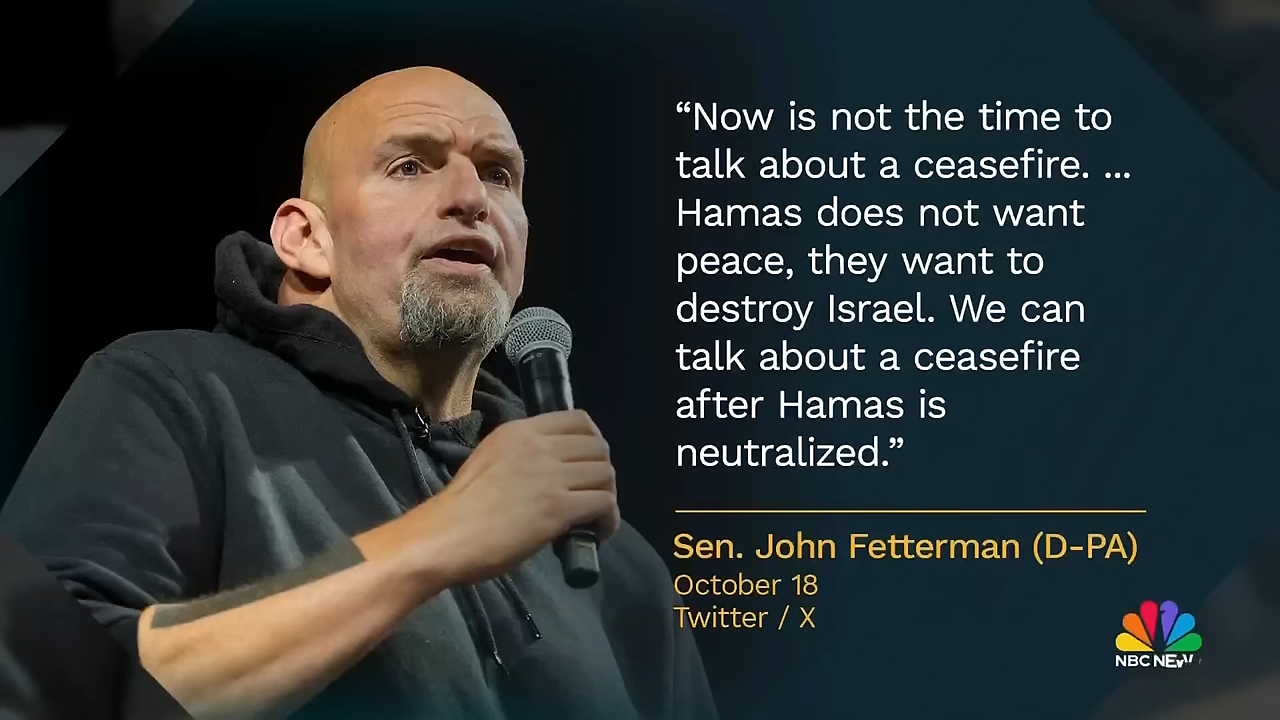 “Now is not the time to
talk about a ceasefire. ...
Hamas does not want
peace, they want to
destroy Israel. We can
talk about a ceasefire
after Hamas is
neutralized.”
Sen. John Fetterman (D-PA)
October 18
Twitter / X
NBC NEW